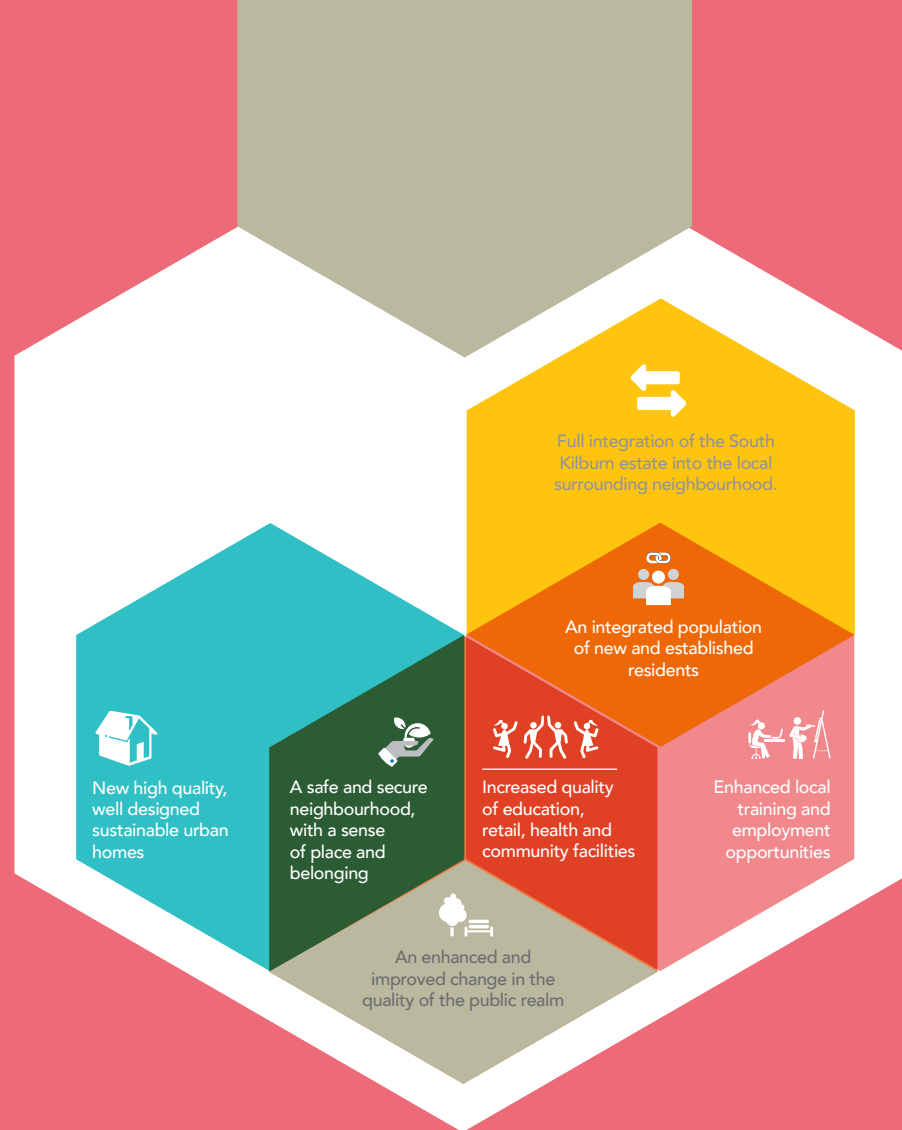 Full integration of the South
Kilburn estate into the local
surrounding neighbourhood.
An integrated population
of new and established
residents
New high quality,
well designed
sustainable urban
homes
A safe and secure
neighbourhood,
with a sense
of place and
belonging
Increased quality
of education,
retail, health and
community facilities
Enhanced local
training and
employment
opportunities
An enhanced and
improved change in the
quality of the public realm